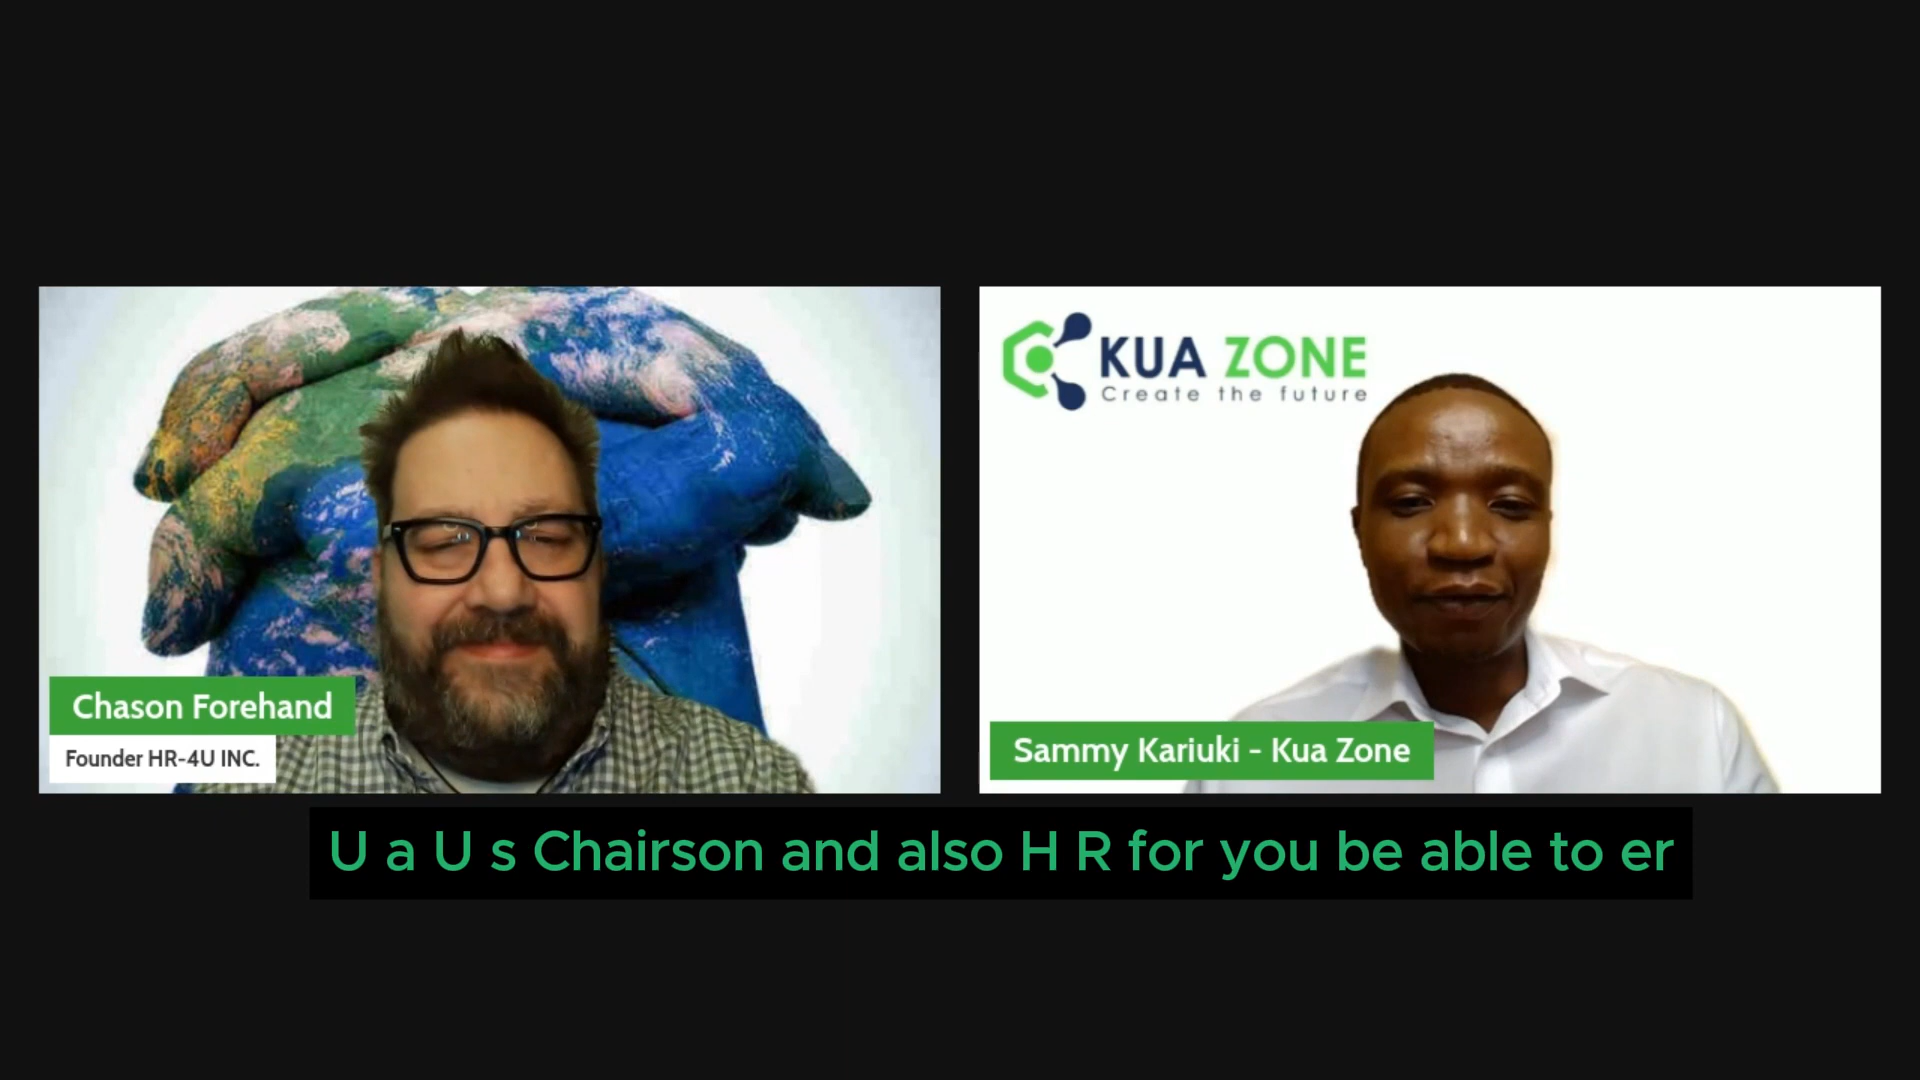 Chason Forehand
Founder HR-4U INC.
KUA ZONE
Create the future
Sammy Kariuki - Kua Zone
U a U s Chairson and also H R for you be able to er